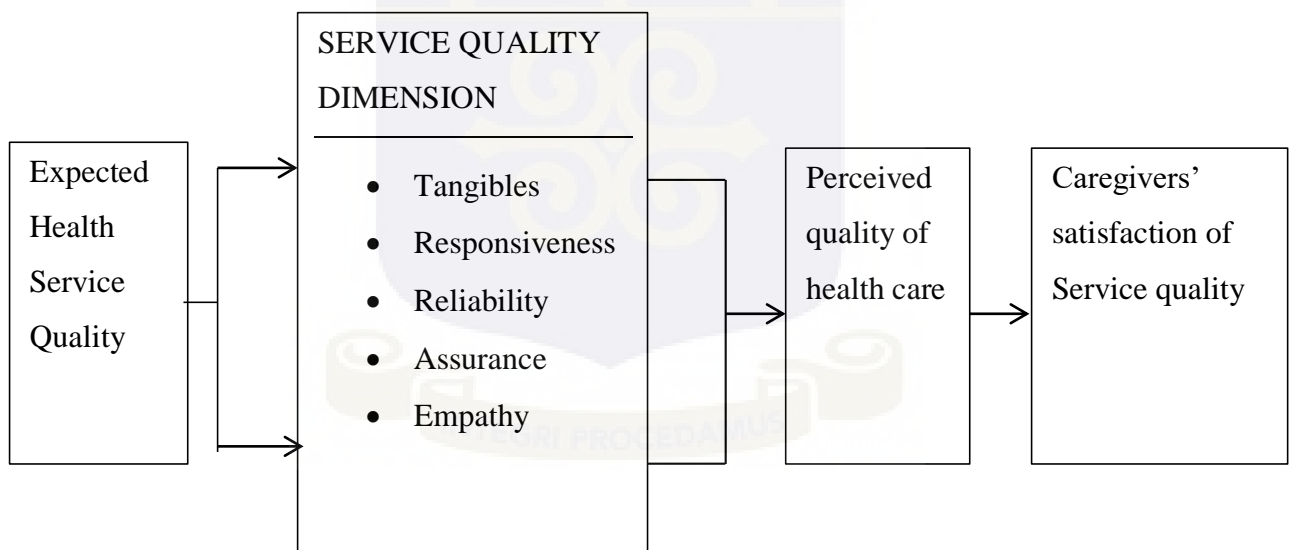 SERVICE QUALITY
DIMENSION
Expected
Health
Service
Quality
• Tangibles
• Responsiveness
• Reliability
• Assurance
• Empathy
Perceived
quality of
health care
Caregivers’
satisfaction of
Service quality
PROCEDAMUS